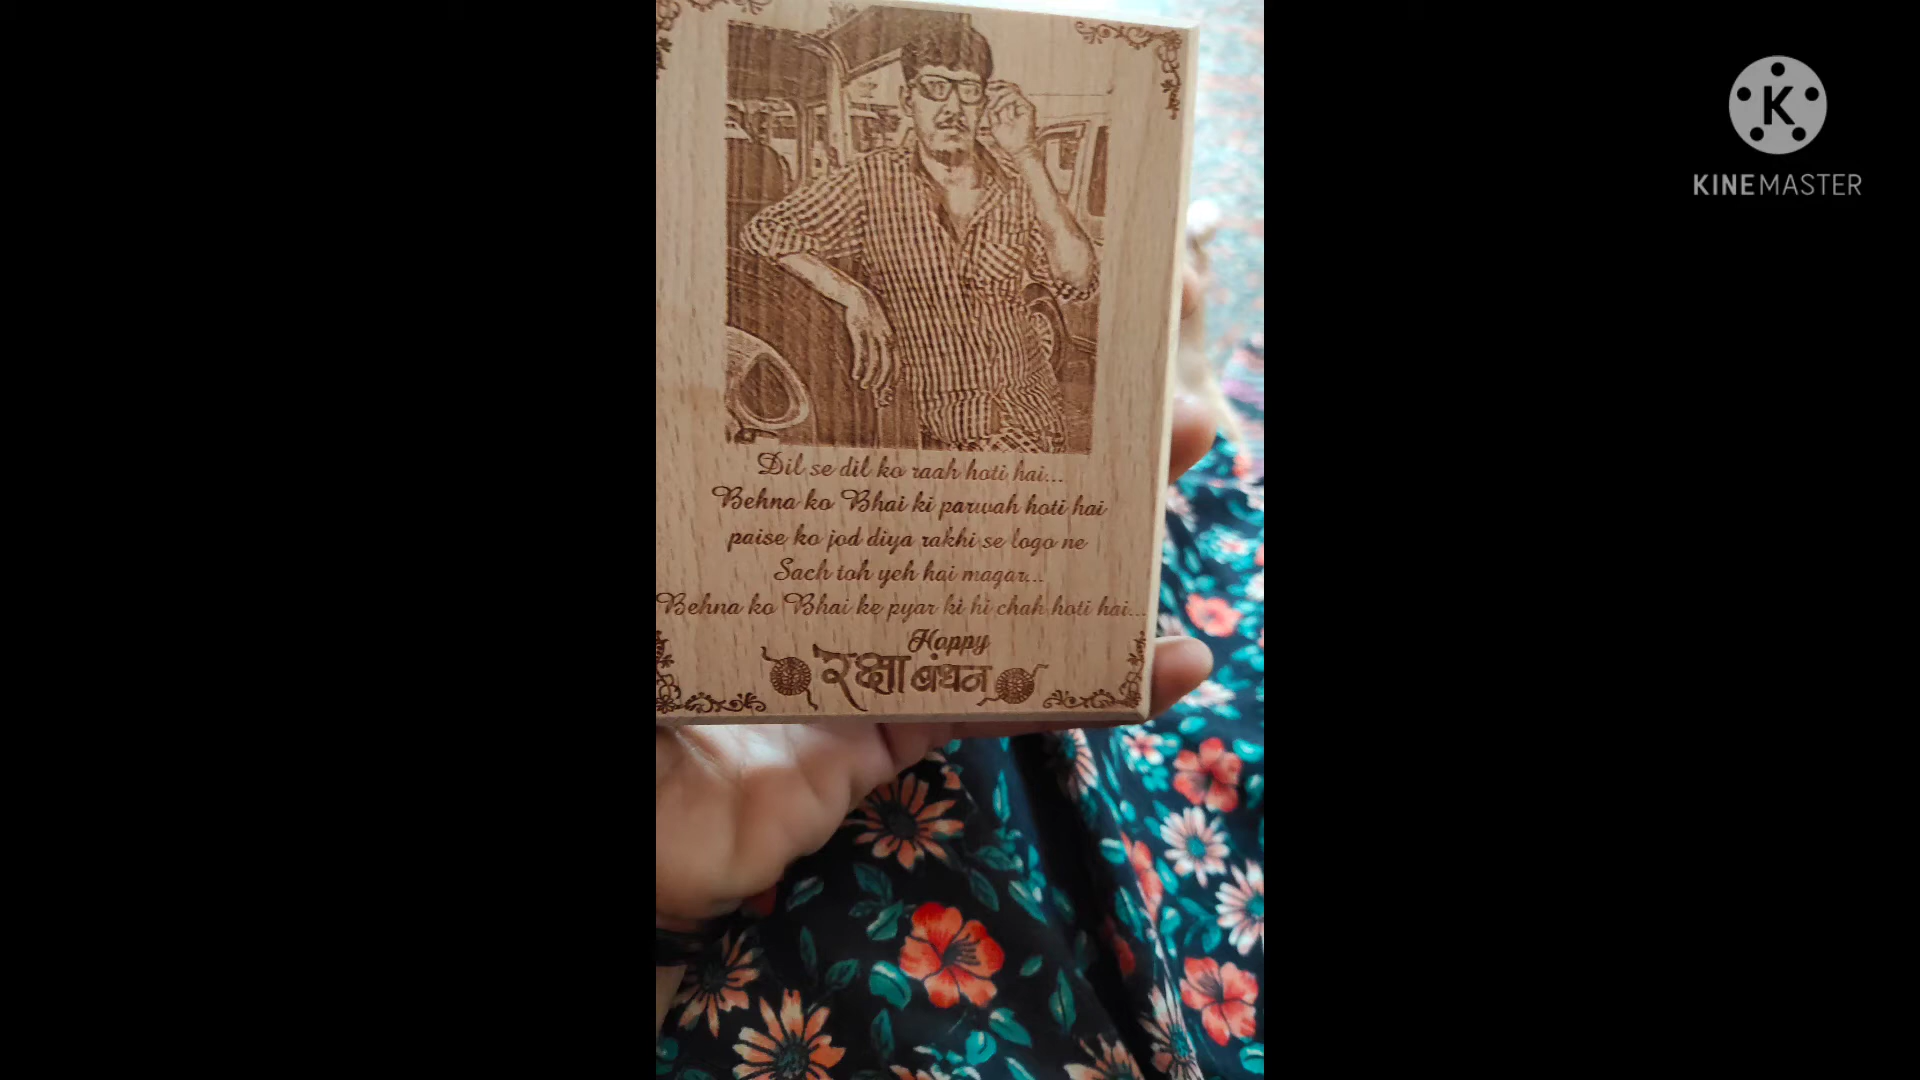 Dil se dil ko raah hoti hai...
Behna ko Bhai ki parwah hoti hai
paise ko jod diya rakhi se logo ne
Sach toh yeh hai magar...
Behna ko Bhai ke pyar ki hi chah hoti hai...
Happy
रक्षा बंधन
K
KINEMASTER